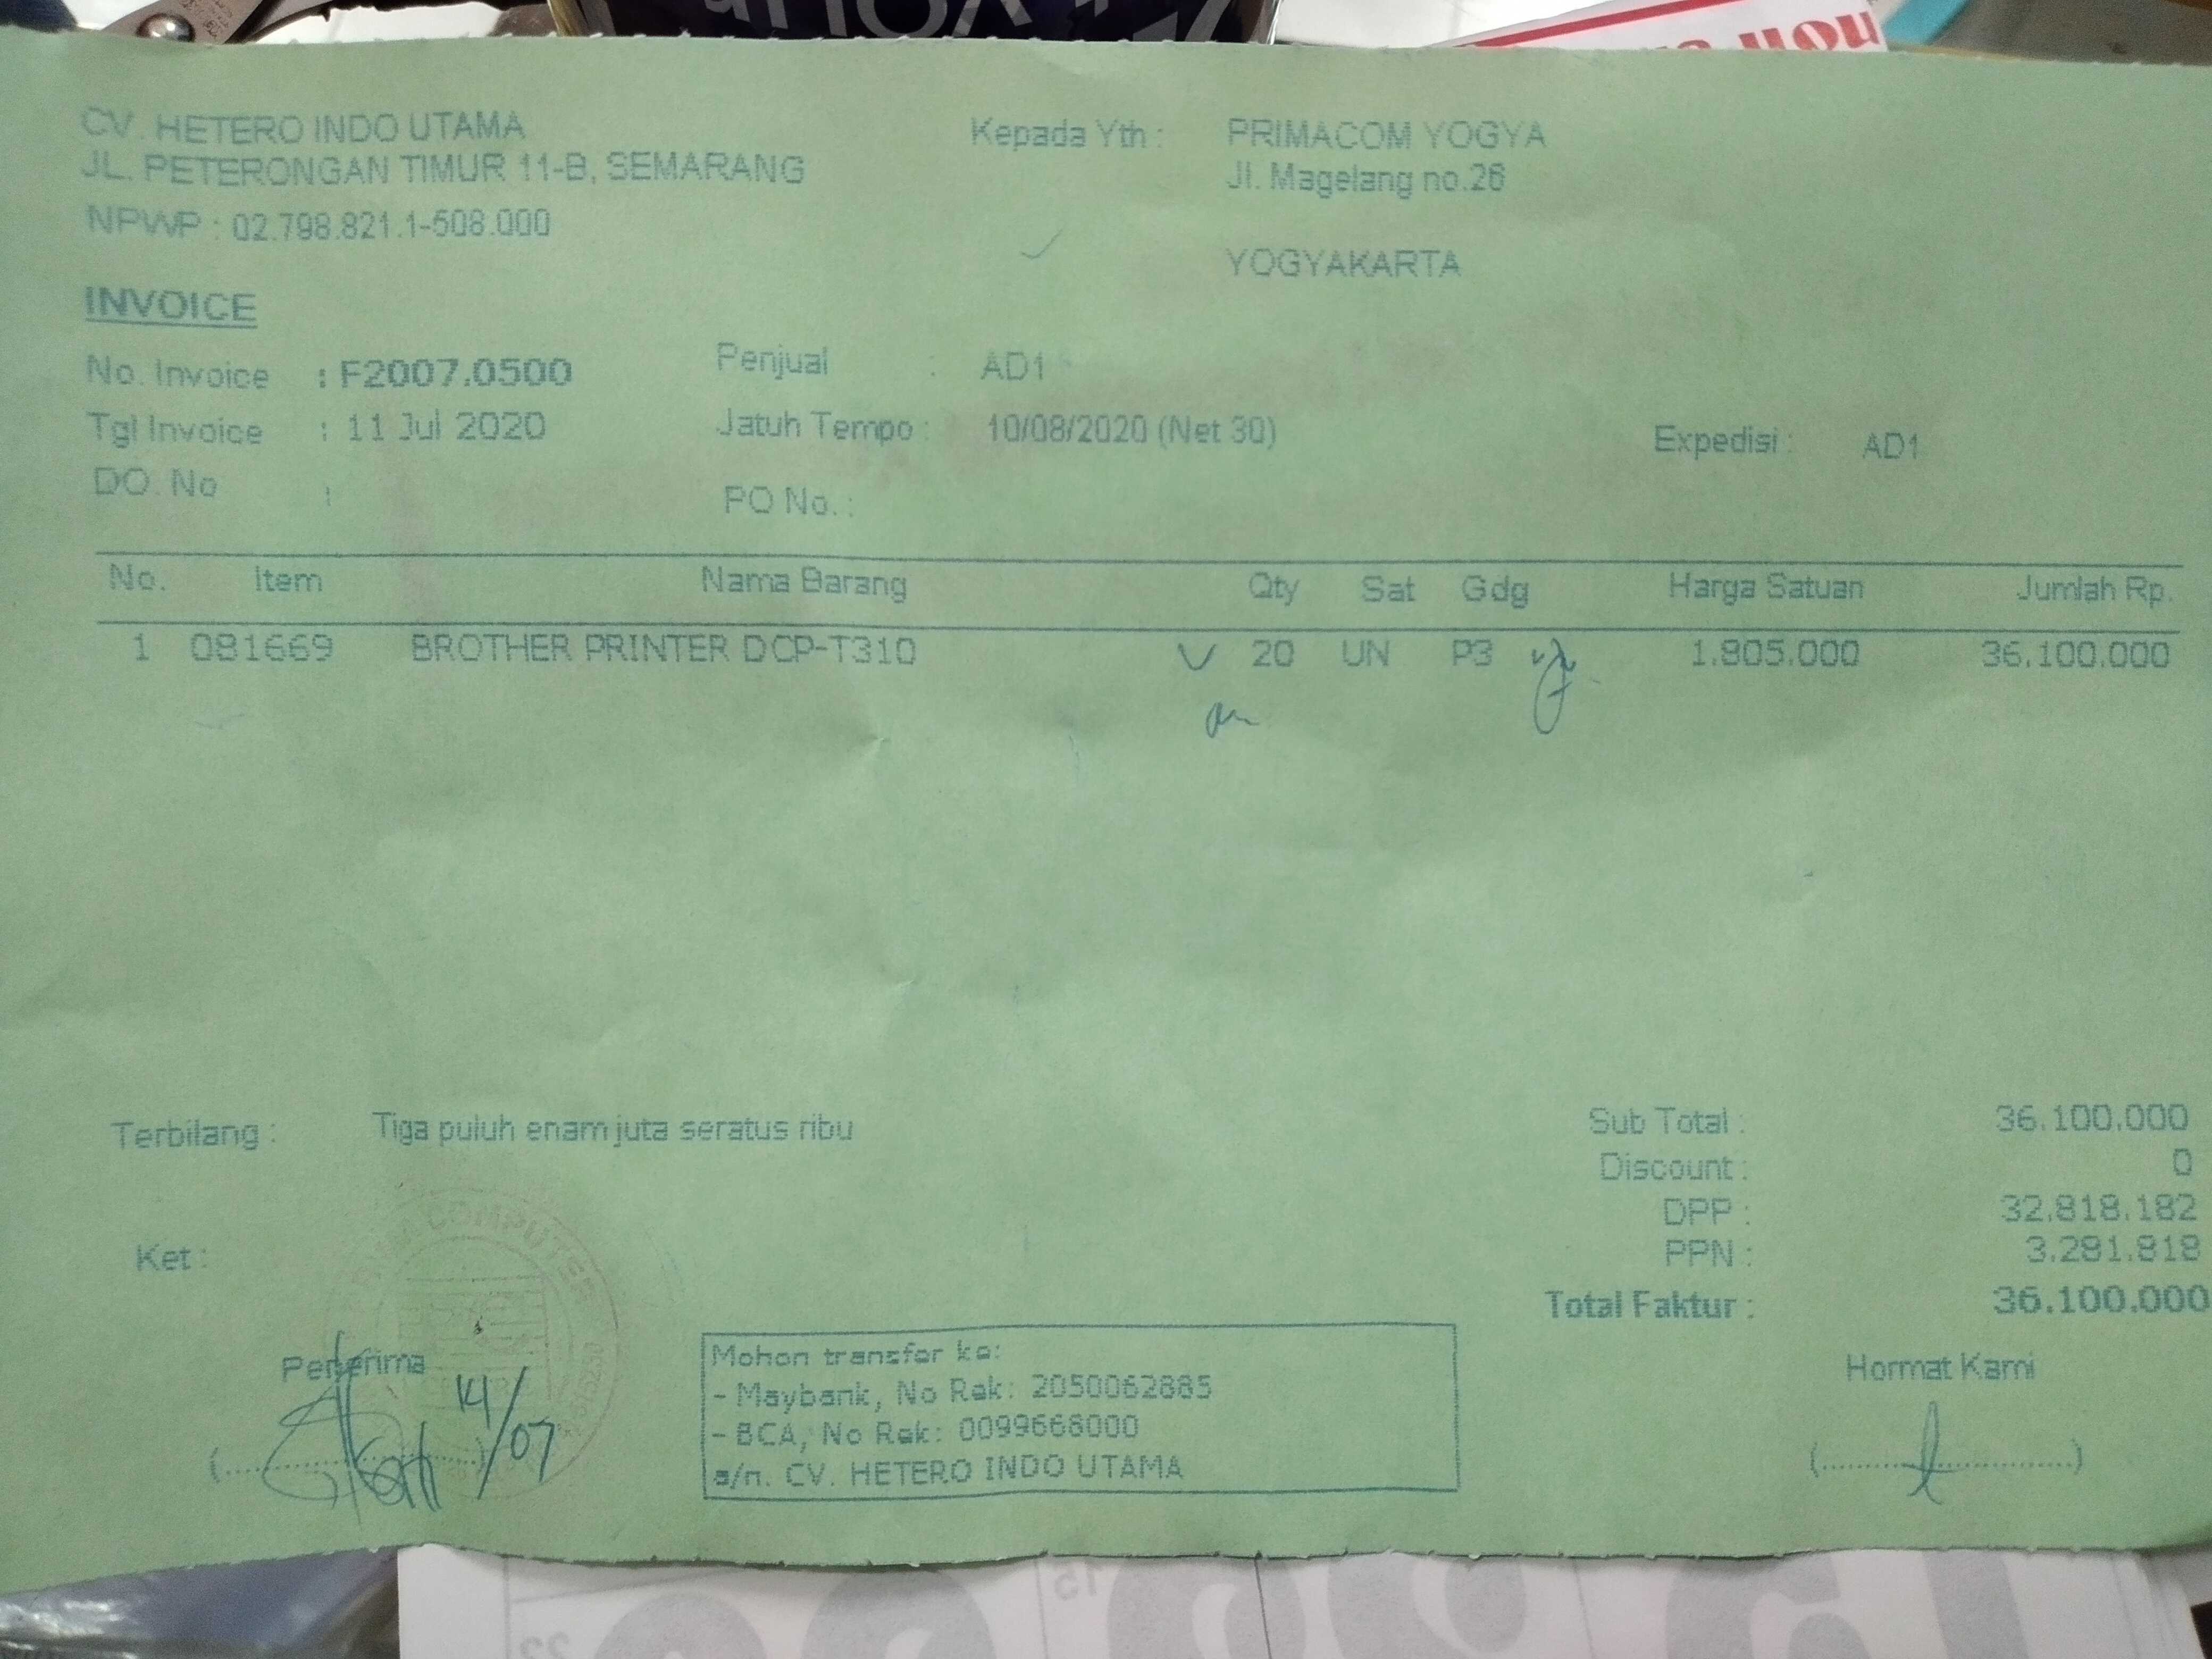 CV. HETERO INDO UTAMA
JL. PETERONGAN TIMUR 11-B, SEMARANG
NPWP : 02.798.821.1-508.000
Kepada Yth : PRIMACOM YOGYA
Jl. Magelang no.26
YOGYAKARTA
INVOICE
No. Invoice : F2007.0500 Penjual : AD1
Tgl Invoice : 11 Jul 2020 Jatuh Tempo : 10/08/2020 (Net 30) Expedisi : AD1
DO. No : PO No. :
No. Item Nama Barang Qty Sat Gdg Harga Satuan Jumlah Rp.
1 081669 BROTHER PRINTER DCP-T310 20 UN P3 1.805.000 36.100.000
Terbilang : Tiga puluh enam juta seratus ribu
Sub Total : 36.100.000
Discount : 0
DPP : 32.818.182
PPN : 3.281.818
Total Faktur : 36.100.000
Ket :
COMPUTER
Penerima
14/07
Mohon transfer ke:
- Maybank, No Rek: 2050062885
- BCA, No Rek: 0099668000
a/n. CV. HETERO INDO UTAMA
Hormat Kami
(..............................)